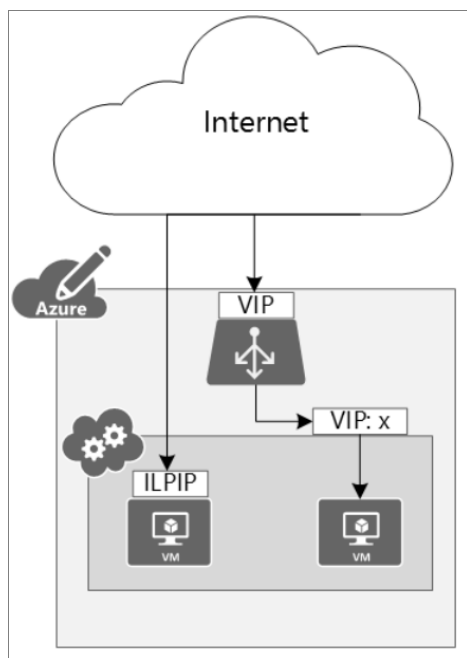 Internet
Azure
VIP
VIP: x
ILPIP
VM
VM